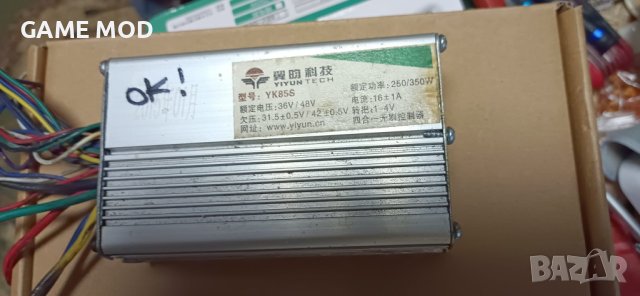 GAME MOD
OK!
翼昀科技
YIYUN TECH
型号: YK85S
额定功率: 250/350W
额定电压: 36V/48V
电流: 16±1A
欠压: 31.5±0.5V/42±0.5V
转把: 1-4V
网址: www.yiyun.cn
四合一无刷控制器
BAZAR.bg